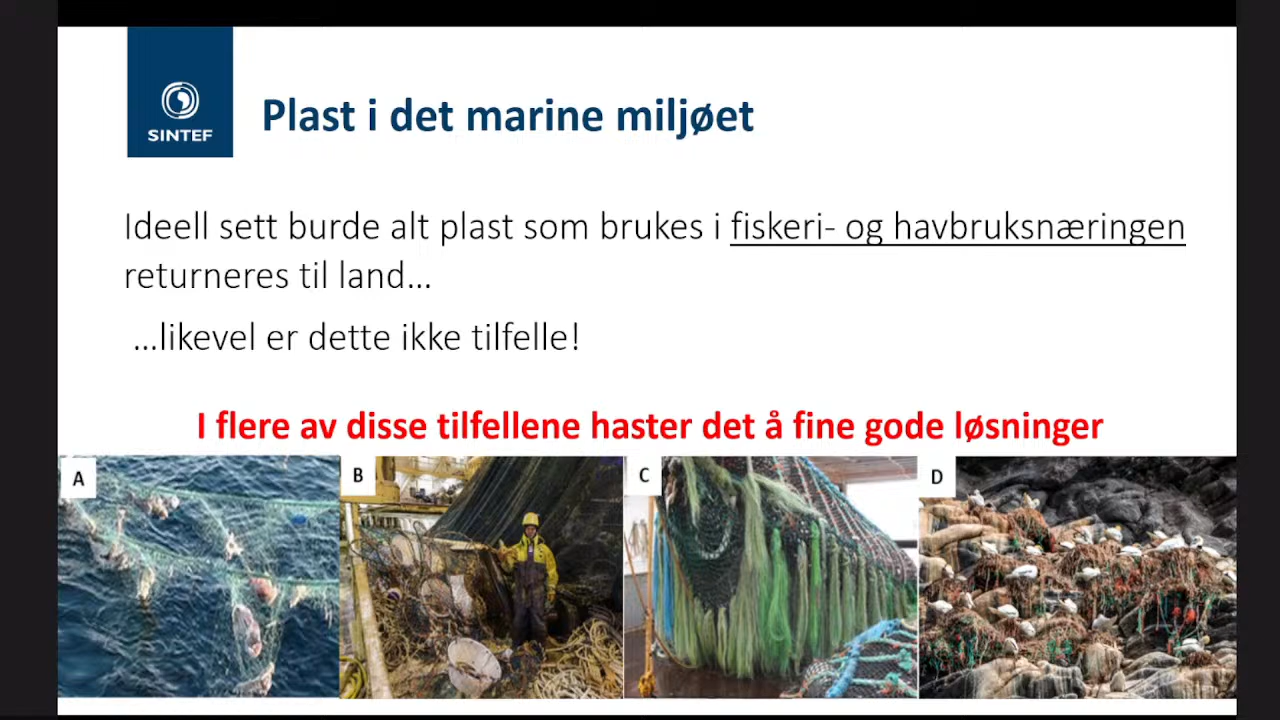 SINTEF
Plast i det marine miljøet
Ideell sett burde alt plast som brukes i fiskeri- og havbruksnæringen
returneres til land…
…likevel er dette ikke tilfelle!
I flere av disse tilfellene haster det å fine gode løsninger
A
B
C
D